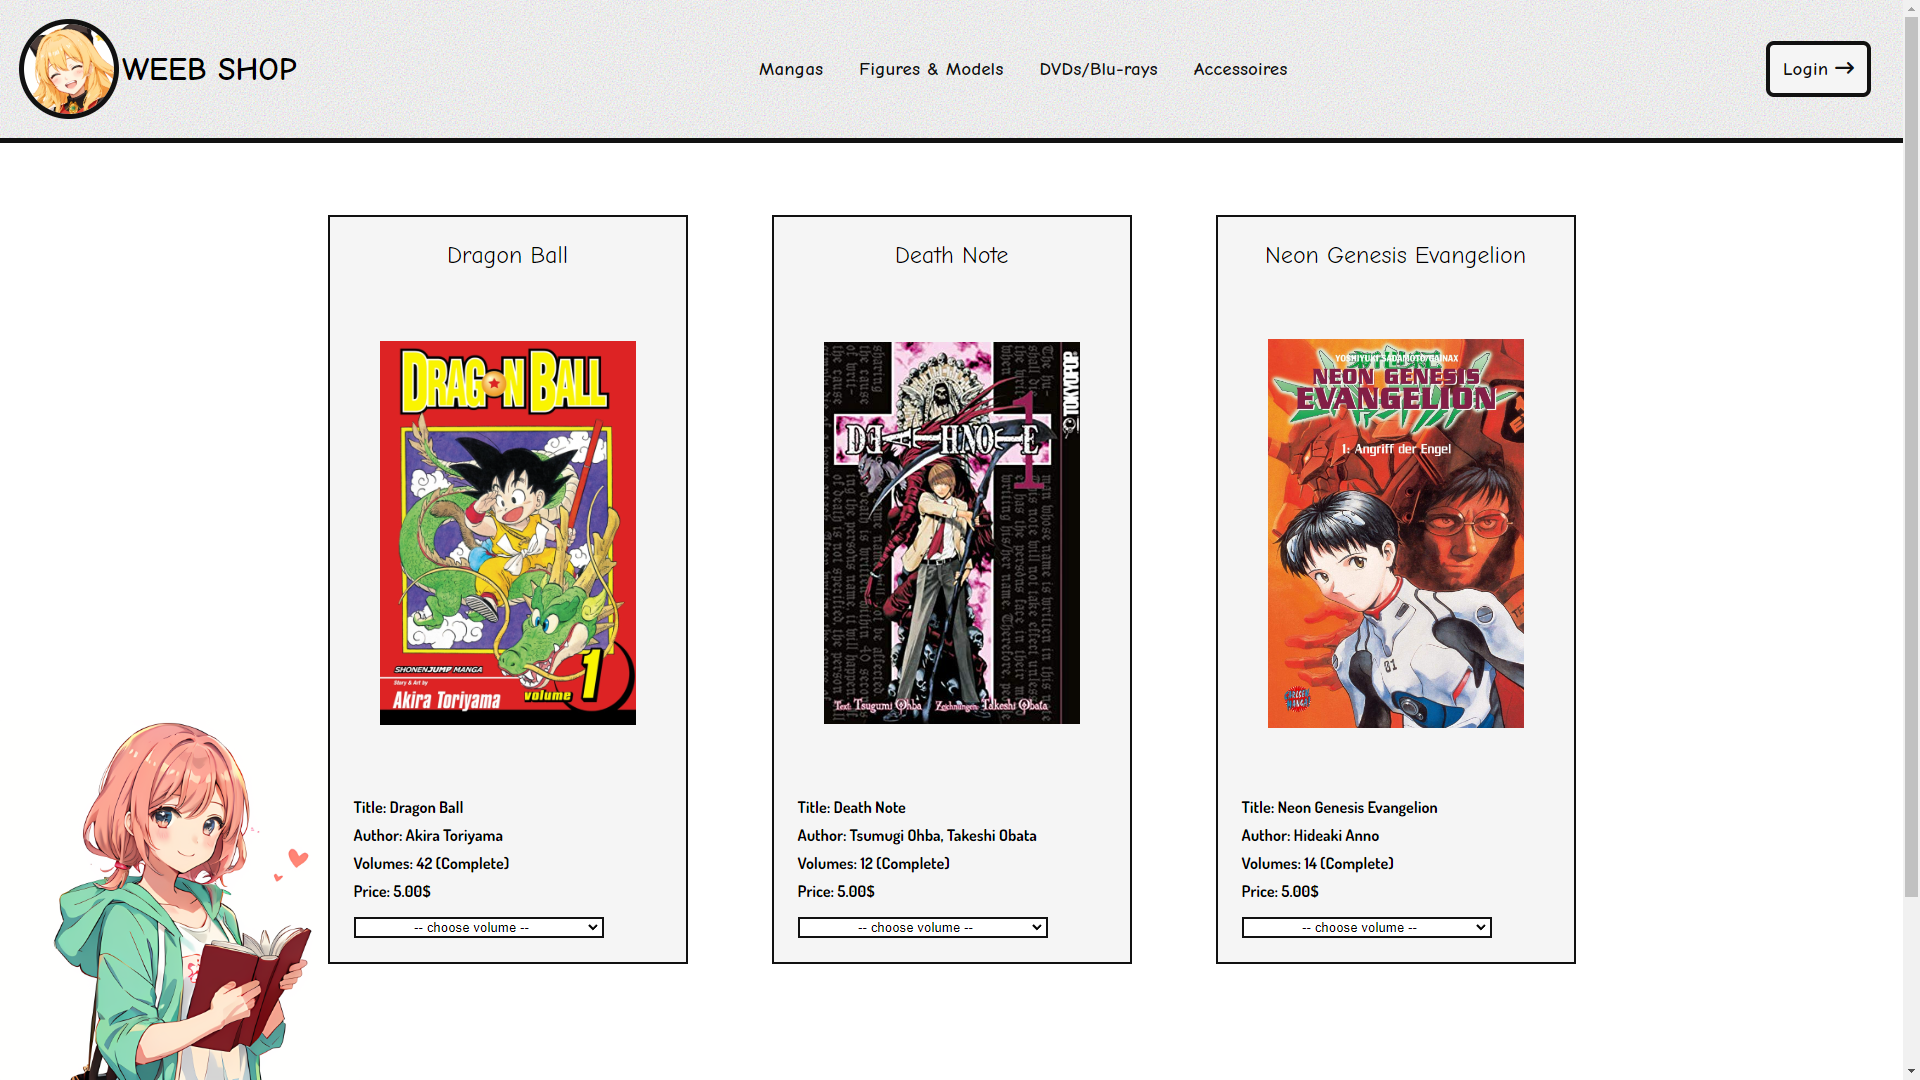 WEEB SHOP
Mangas
Figures & Models
DVDs/Blu-rays
Accessoires
Login →
Dragon Ball
DRAGON BALL
SHONEN JUMP MANGA
Story & Art by
Akira Toriyama
volume 1
Title: Dragon Ball
Author: Akira Toriyama
Volumes: 42 (Complete)
Price: 5.00$
-- choose volume --
Death Note
TOKYOPOP
DEATH NOTE
1
Text: Tsugumi Ohba Zeichnungen: Takeshi Obata
Title: Death Note
Author: Tsumugi Ohba, Takeshi Obata
Volumes: 12 (Complete)
Price: 5.00$
-- choose volume --
Neon Genesis Evangelion
YOSHIYUKI SADAMOTO/GAINAX
NEON GENESIS
EVANGELION
1: Angriff der Engel
01
Title: Neon Genesis Evangelion
Author: Hideaki Anno
Volumes: 14 (Complete)
Price: 5.00$
-- choose volume --